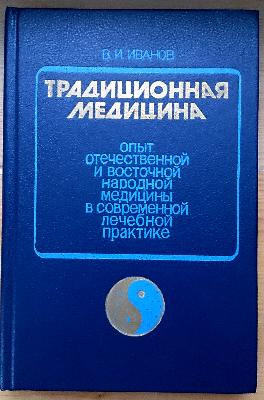 В. И. ИВАНОВ
ТРАДИЦИОННАЯ
МЕДИЦИНА
ОПЫТ
ОТЕЧЕСТВЕННОЙ
И ВОСТОЧНОЙ
НАРОДНОЙ
МЕДИЦИНЫ
В СОВРЕМЕННОЙ
ЛЕЧЕБНОЙ
ПРАКТИКЕ